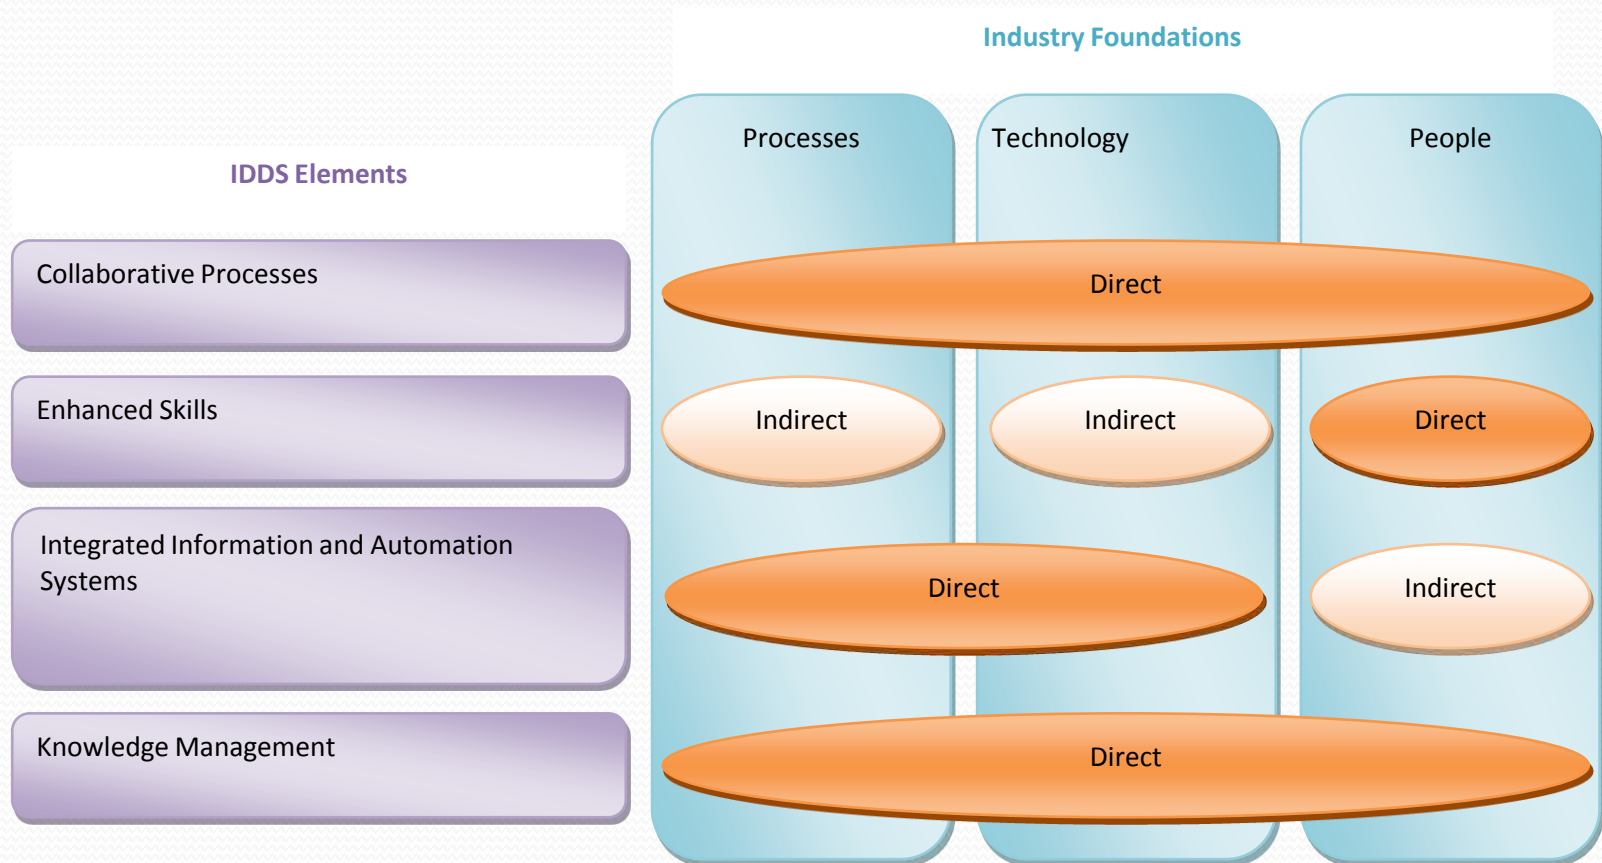 Industry Foundations
Processes
Technology
People
IDDS Elements
Collaborative Processes
Direct
Enhanced Skills
Indirect
Indirect
Direct
Integrated Information and Automation
Systems
Direct
Indirect
Knowledge Management
Direct